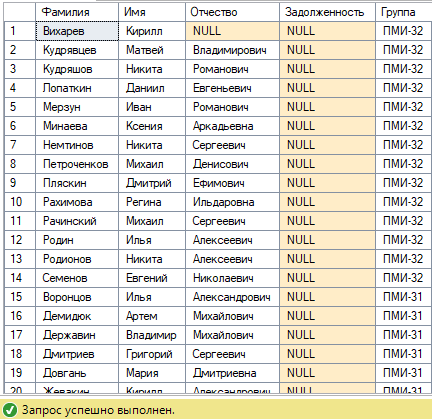 Фамилия Имя Отчество Задолженность Группа
1 Вихарев Кирилл NULL NULL ПМИ-32
2 Кудрявцев Матвей Владимирович NULL ПМИ-32
3 Кудряшов Никита Романович NULL ПМИ-32
4 Лопаткин Даниил Евгеньевич NULL ПМИ-32
5 Мерзун Иван Романович NULL ПМИ-32
6 Минаева Ксения Аркадьевна NULL ПМИ-32
7 Немтинов Никита Сергеевич NULL ПМИ-32
8 Петроченков Михаил Денисович NULL ПМИ-32
9 Пляскин Дмитрий Ефимович NULL ПМИ-32
10 Рахимова Регина Ильдаровна NULL ПМИ-32
11 Рачинский Михаил Сергеевич NULL ПМИ-32
12 Родин Илья Алексеевич NULL ПМИ-32
13 Родионов Никита Алексеевич NULL ПМИ-32
14 Семенов Евгений Николаевич NULL ПМИ-32
15 Воронцов Илья Александрович NULL ПМИ-31
16 Демидюк Артем Михайлович NULL ПМИ-31
17 Державин Владимир Михайлович NULL ПМИ-31
18 Дмитриев Григорий Сергеевич NULL ПМИ-31
19 Довгань Мария Дмитриевна NULL ПМИ-31
20 Жевакин Кирилл Александрович NULL ПМИ-31
Запрос успешно выполнен.